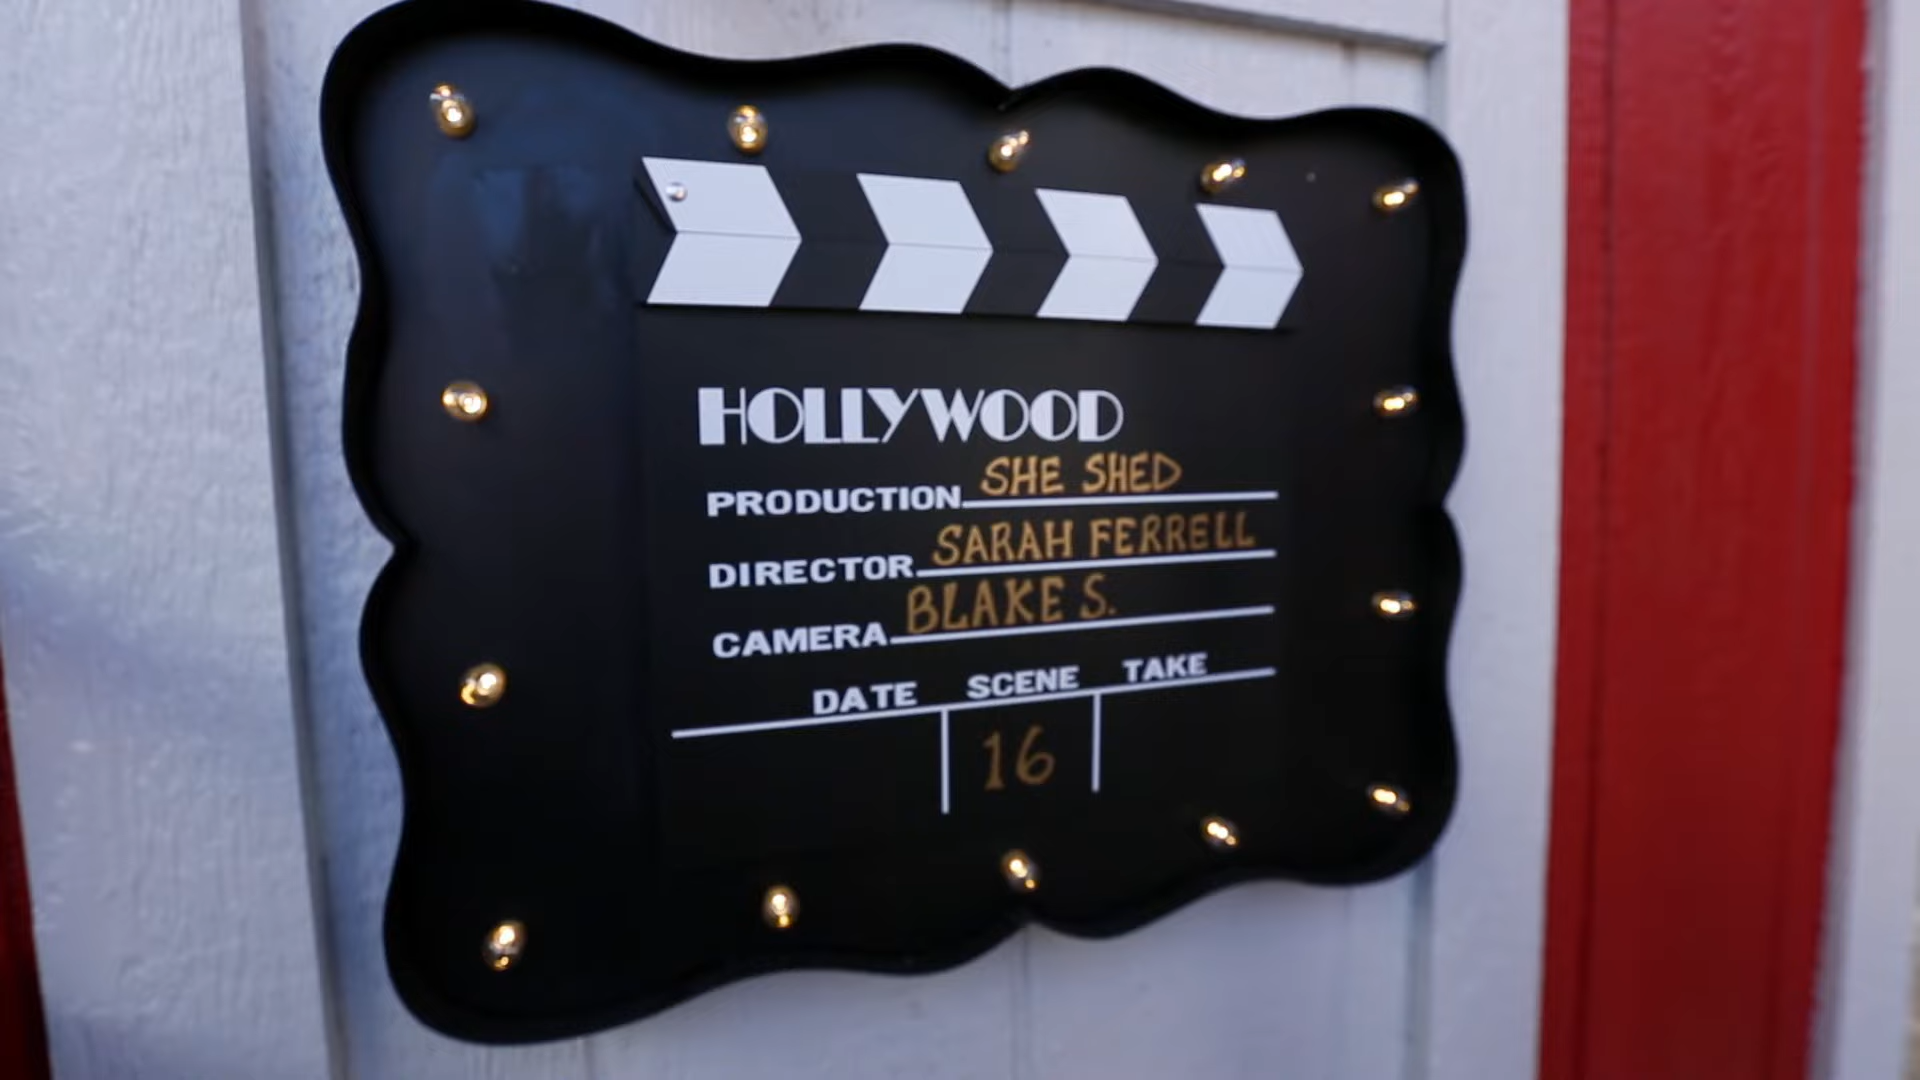 HOLLYWOOD
PRODUCTION SHE SHED
DIRECTOR SARAH FERRELL
CAMERA BLAKE S.
DATE SCENE TAKE
16